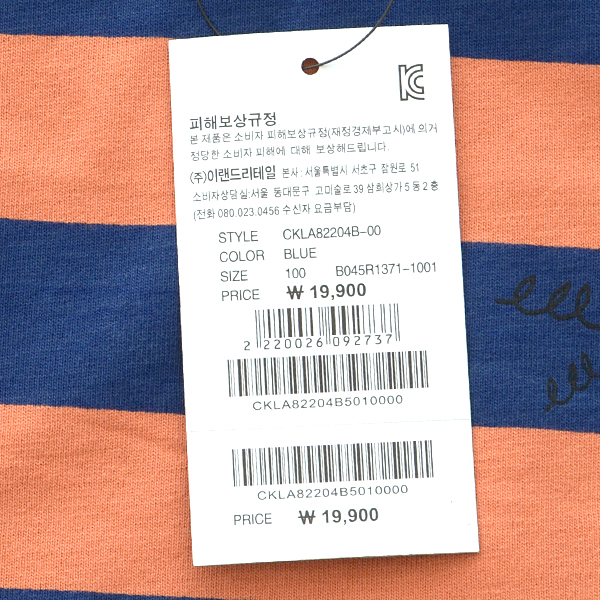 피해보상규정
본 제품은 소비자 피해보상규정(재정경제부고시)에 의거
정당한 소비자 피해에 대해 보상해드립니다.
(주)이랜드리테일 본사: 서울특별시 서초구 잠원로 51
소비자상담실:서울 동대문구 고미술로 39 삼희상가 5 동 2 층
(전화 080.023.0456 수신자 요금부담)
STYLE CKLA82204B-00
COLOR BLUE
SIZE 100 B045R1371-1001
PRICE ₩ 19,900
2 220026 092737
CKLA82204B5010000
CKLA82204B5010000
PRICE ₩ 19,900